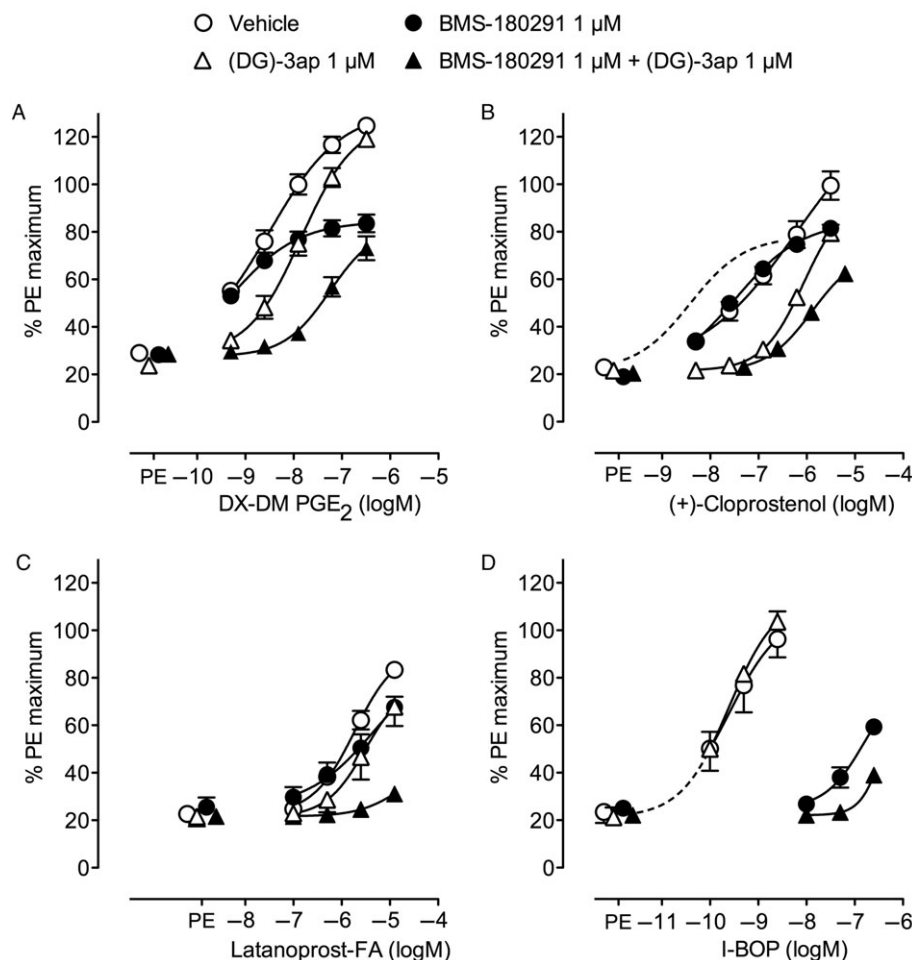 Vehicle
BMS-180291 1 µM
(DG)-3ap 1 µM
BMS-180291 1 µM + (DG)-3ap 1 µM
A
% PE maximum
120
100
80
60
40
20
0
PE –10 –9 –8 –7 –6 –5
DX-DM PGE2 (logM)
B
% PE maximum
120
100
80
60
40
20
0
PE –9 –8 –7 –6 –5 –4
(+)-Cloprostenol (logM)
C
% PE maximum
120
100
80
60
40
20
0
PE –8 –7 –6 –5 –4
Latanoprost-FA (logM)
D
% PE maximum
120
100
80
60
40
20
0
PE –11 –10 –9 –8 –7 –6
I-BOP (logM)